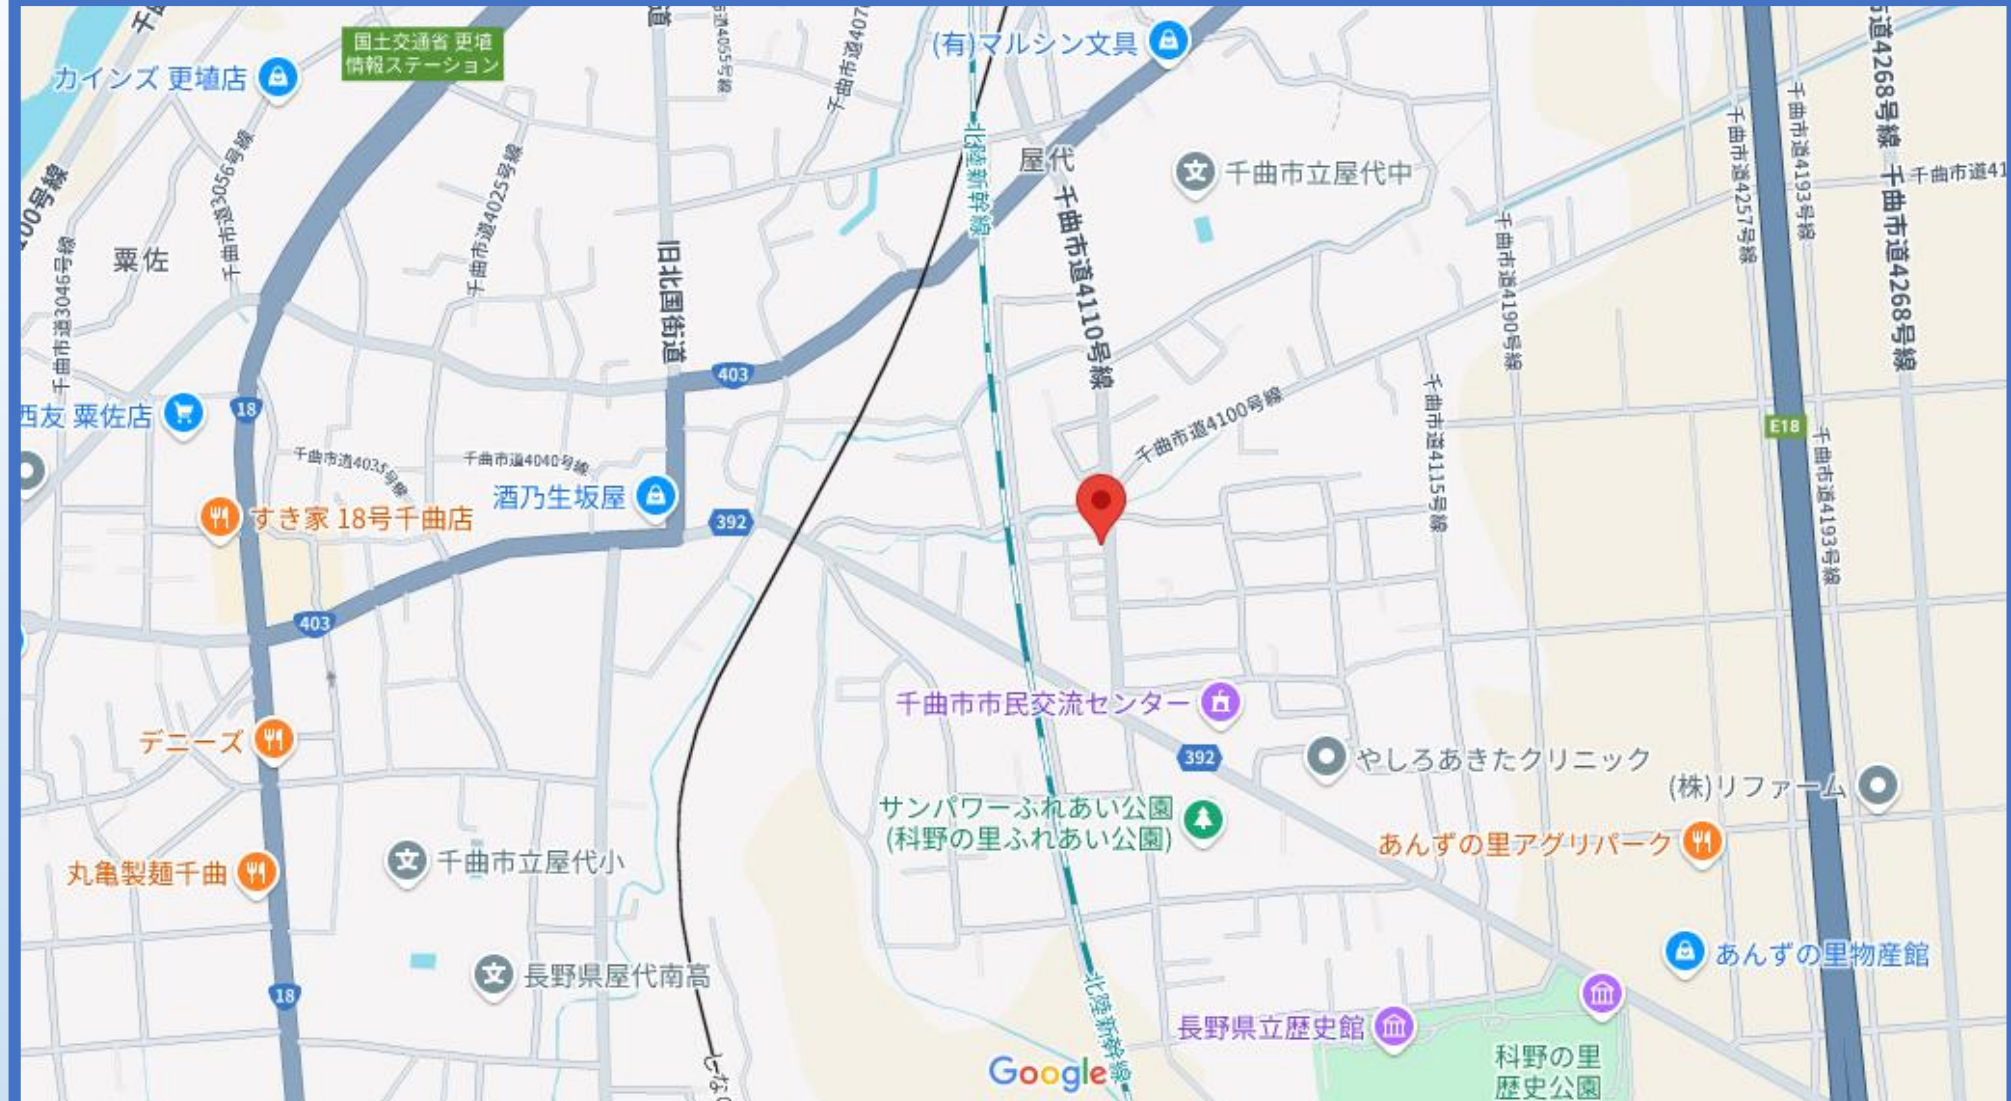 国土交通省 更埴
情報ステーション
カインズ 更埴店
(有)マルシン文具
千曲市道3056号線
千曲市道4025号線
北陸新幹線
屋代
千曲市立屋代中
千曲市道4110号線
千曲市道4257号線
千曲市道4193号線
千曲市道4268号線
粟佐
千曲市道3046号線
旧北国街道
千曲市道4190号線
403
18
西友 粟佐店
千曲市道4100号線
千曲市道4115号線
E18
千曲市道4193号線
千曲市道4035号線
千曲市道4040号線
酒乃生坂屋
すき家 18号千曲店
392
403
千曲市市民交流センター
392
デニーズ
やしろあきたクリニック
(株)リファーム
サンパワーふれあい公園
(科野の里ふれあい公園)
あんずの里アグリパーク
丸亀製麺千曲
千曲市立屋代小
あんずの里物産館
長野県屋代南高
18
北陸新幹線
長野県立歴史館
科野の里
歴史公園
Google